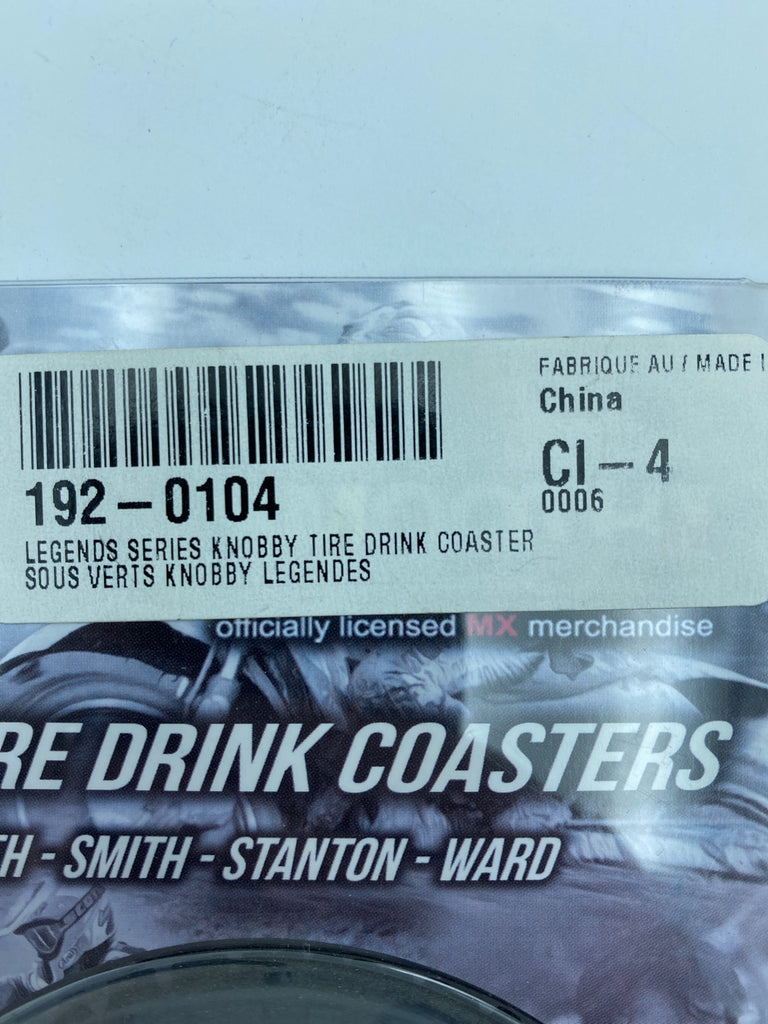 FABRIQUE AU / MADE I
China
CI-4
0006
192-0104
LEGENDS SERIES KNOBBY TIRE DRINK COASTER
SOUS VERTS KNOBBY LEGENDES
officially licensed MX merchandise
RE DRINK COASTERS
TH - SMITH - STANTON - WARD